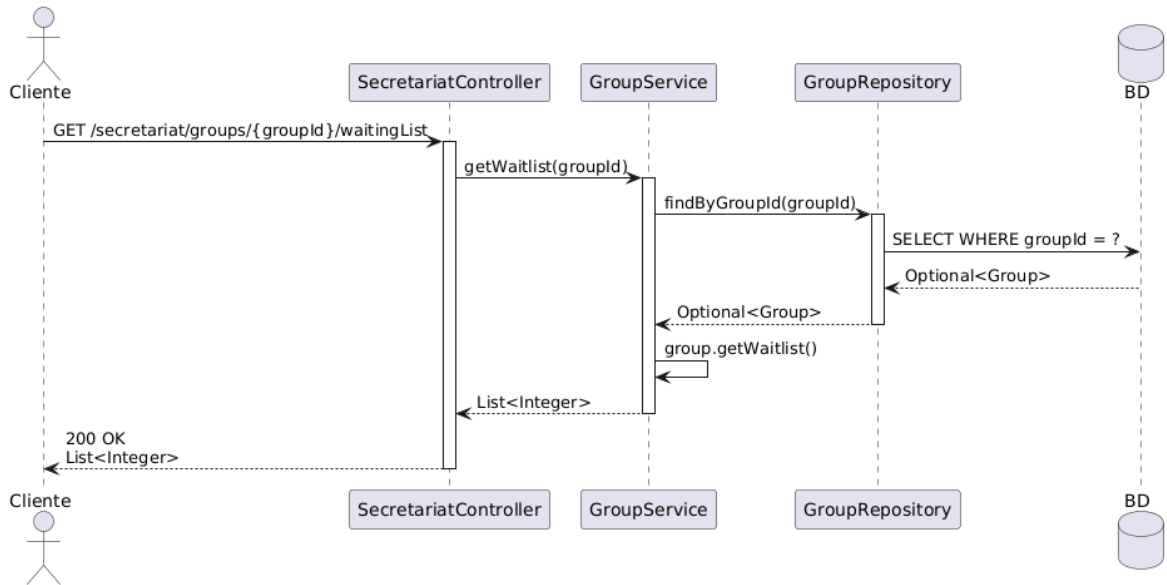 Cliente
SecretariatController
GroupService
GroupRepository
BD
GET /secretariat/groups/{groupId}/waitingList
getWaitlist(groupId)
findByGroupId(groupId)
SELECT WHERE groupId = ?
Optional<Group>
Optional<Group>
group.getWaitlist()
List<Integer>
200 OK
List<Integer>
Cliente
SecretariatController
GroupService
GroupRepository
BD